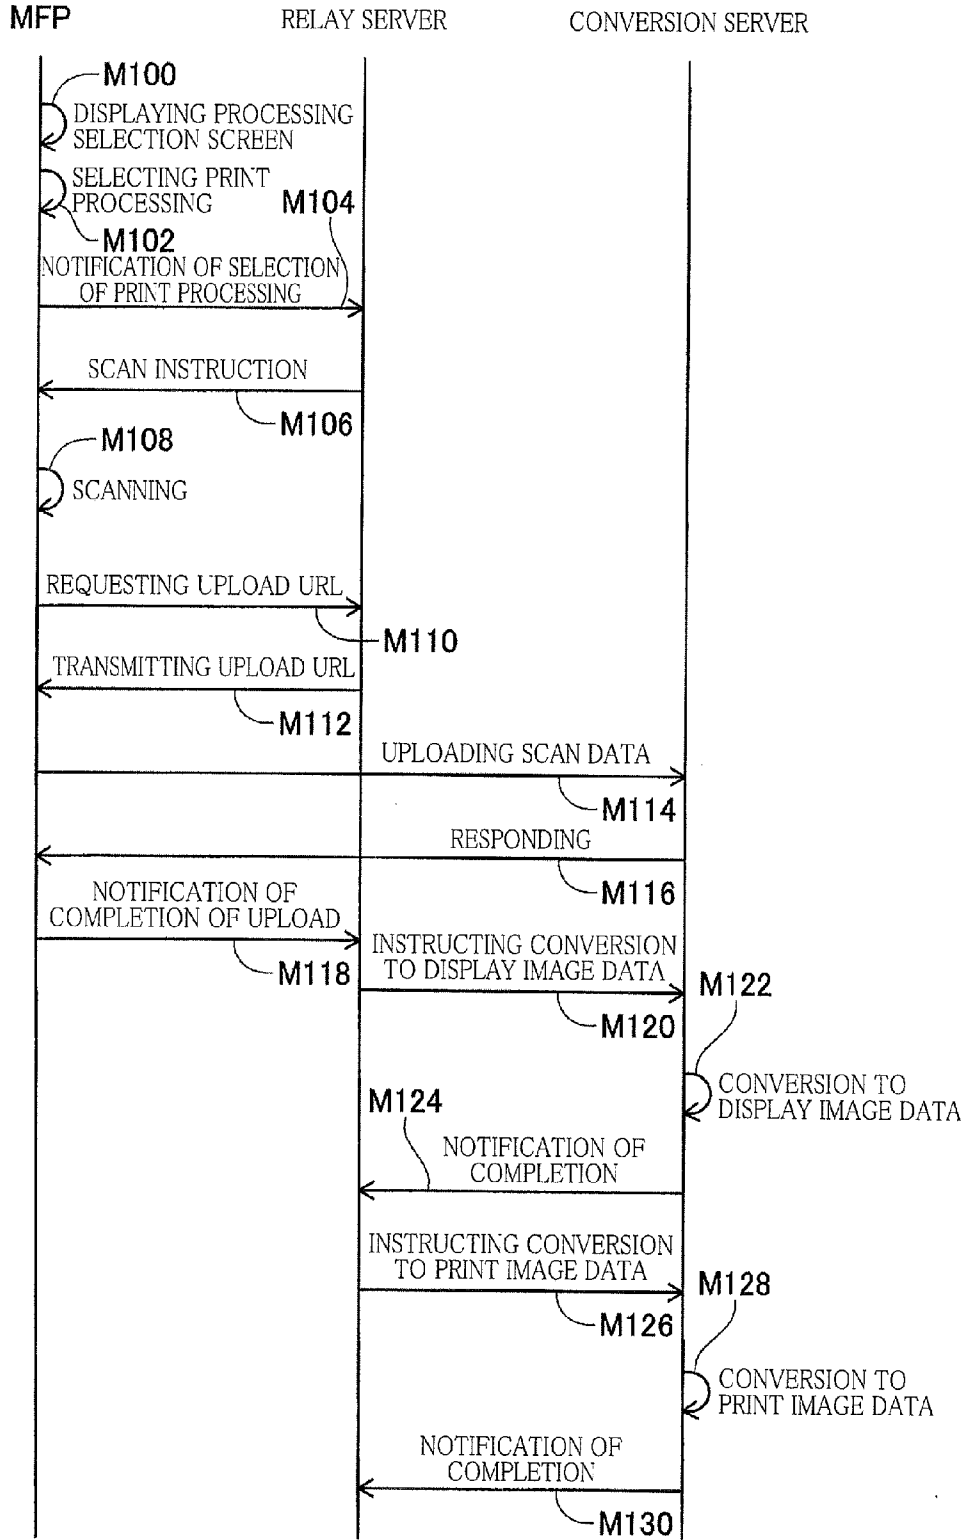 MFP
RELAY SERVER
CONVERSION SERVER
M100
DISPLAYING PROCESSING
SELECTION SCREEN
SELECTING PRINT
PROCESSING
M104
M102
NOTIFICATION OF SELECTION
OF PRINT PROCESSING
SCAN INSTRUCTION
M106
M108
SCANNING
REQUESTING UPLOAD URL
M110
TRANSMITTING UPLOAD URL
M112
UPLOADING SCAN DATA
M114
RESPONDING
M116
NOTIFICATION OF
COMPLETION OF UPLOAD
M118
INSTRUCTING CONVERSION
TO DISPLAY IMAGE DATA
M120
M122
CONVERSION TO
DISPLAY IMAGE DATA
M124
NOTIFICATION OF
COMPLETION
INSTRUCTING CONVERSION
TO PRINT IMAGE DATA
M126
M128
CONVERSION TO
PRINT IMAGE DATA
NOTIFICATION OF
COMPLETION
M130